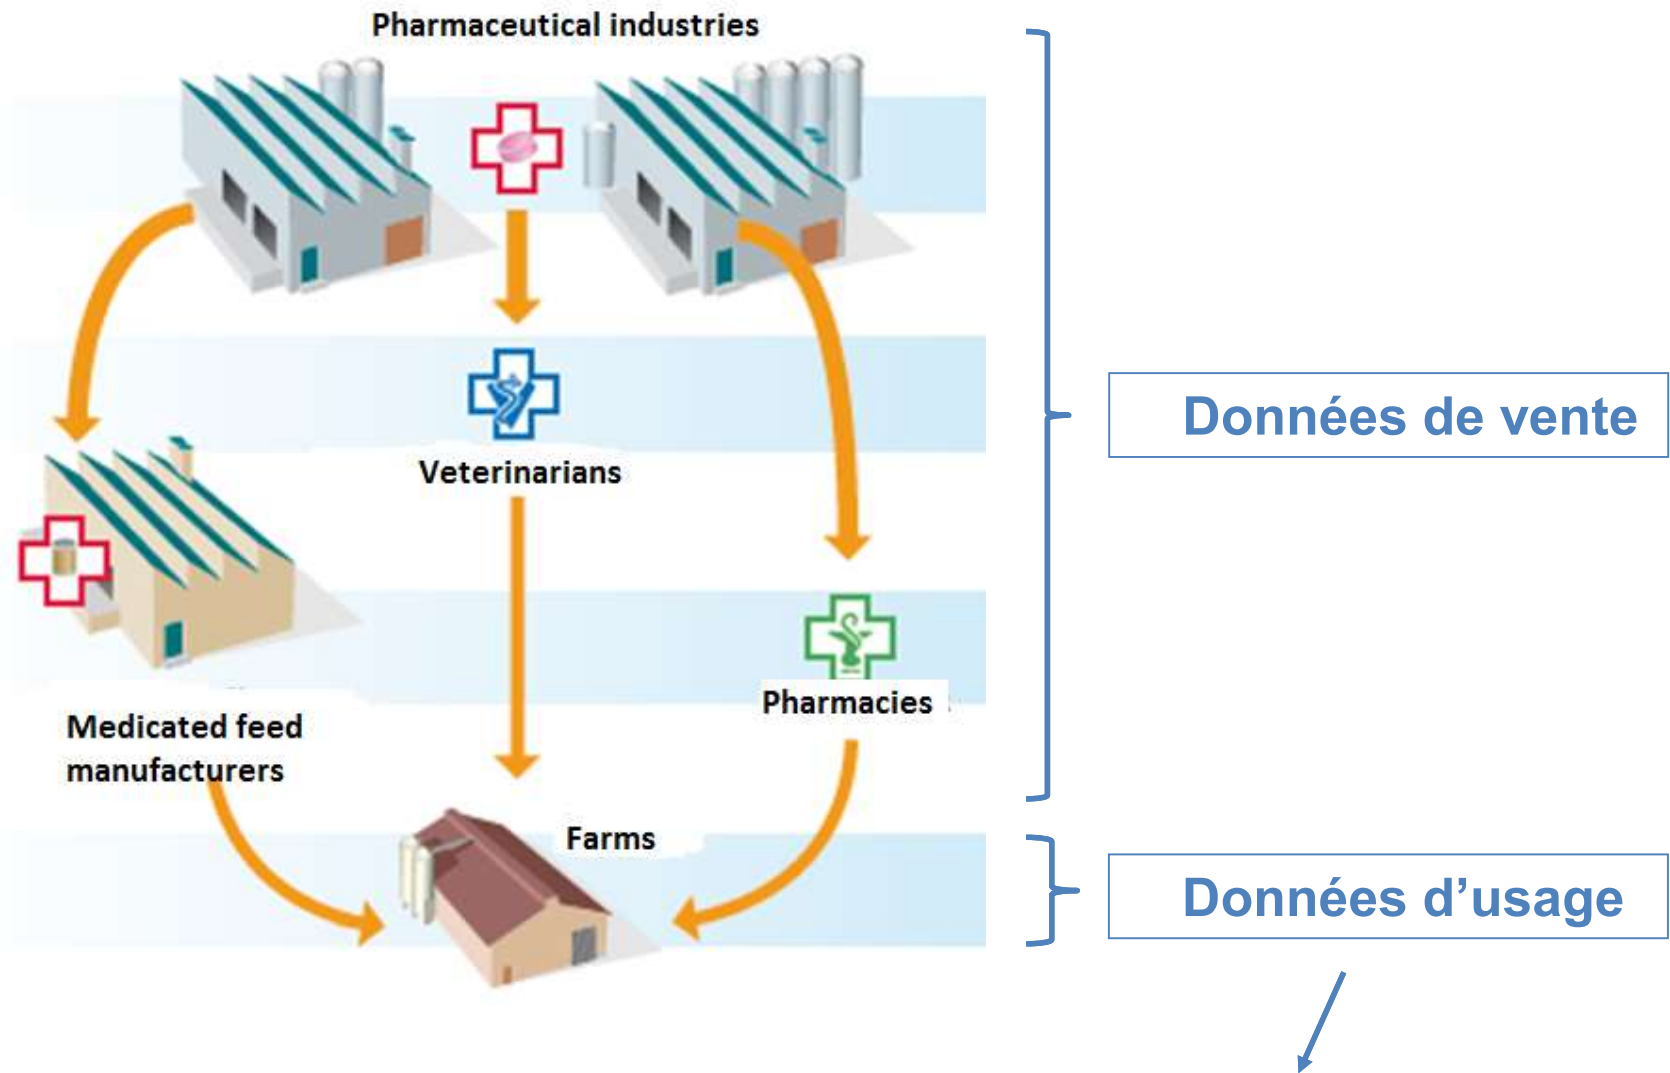 Pharmaceutical industries
Données de vente
Veterinarians
Pharmacies
Medicated feed
manufacturers
Farms
Données d’usage